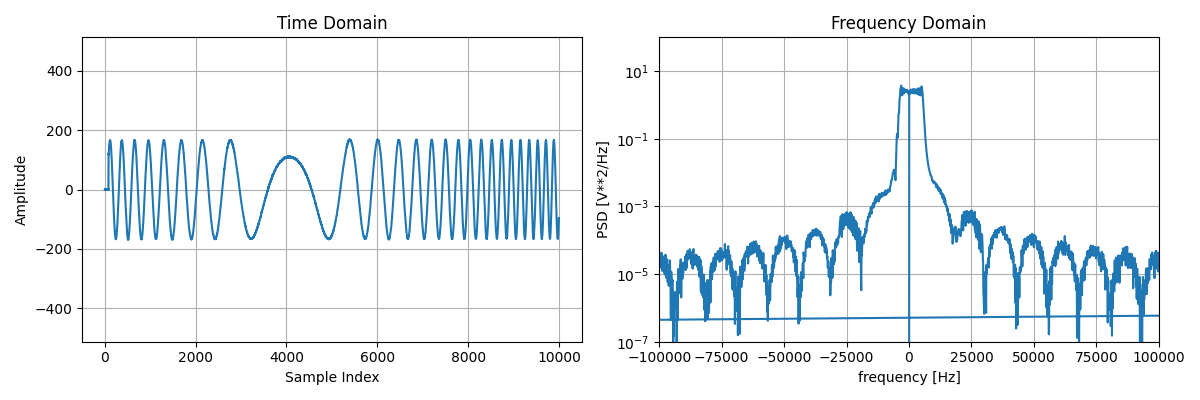 Time Domain
Amplitude
400
200
0
−200
−400
0 2000 4000 6000 8000 10000
Sample Index
Frequency Domain
PSD [V**2/Hz]
10¹
10⁻¹
10⁻³
10⁻⁵
10⁻⁷
−100000 −75000 −50000 −25000 0 25000 50000 75000 100000
frequency [Hz]